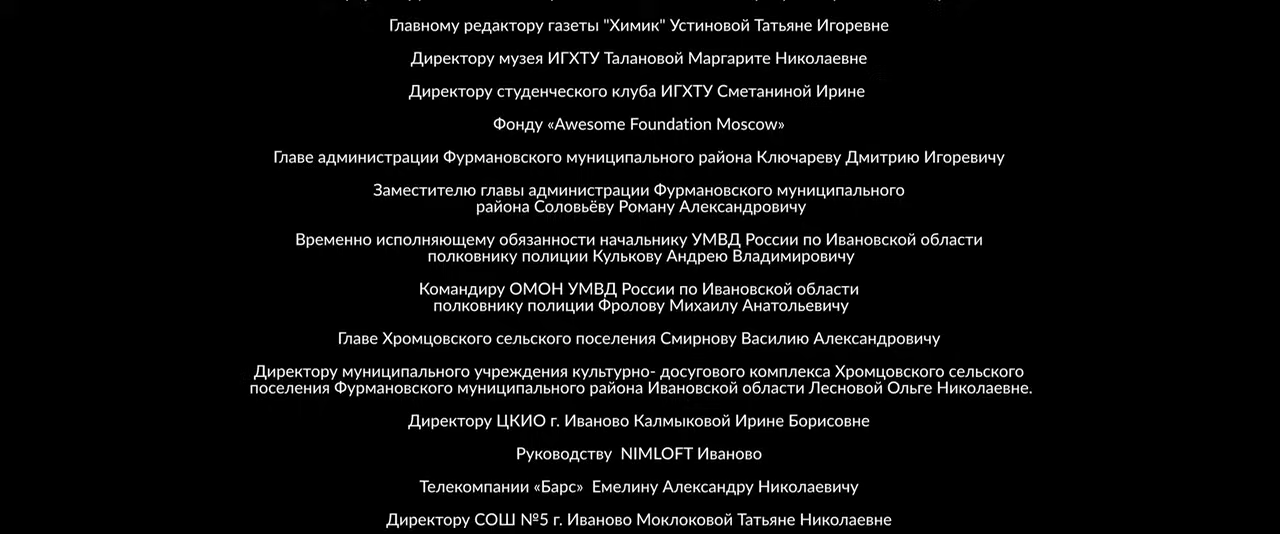 Главному редактору газеты "Химик" Устиновой Татьяне Игоревне
Директору музея ИГХТУ Талановой Маргарите Николаевне
Директору студенческого клуба ИГХТУ Сметаниной Ирине
Фонду «Awesome Foundation Moscow»
Главе администрации Фурмановского муниципального района Ключареву Дмитрию Игоревичу
Заместителю главы администрации Фурмановского муниципального
района Соловьёву Роману Александровичу
Временно исполняющему обязанности начальнику УМВД России по Ивановской области
полковнику полиции Кулькову Андрею Владимировичу
Командиру ОМОН УМВД России по Ивановской области
полковнику полиции Фролову Михаилу Анатольевичу
Главе Хромцовского сельского поселения Смирнову Василию Александровичу
Директору муниципального учреждения культурно- досугового комплекса Хромцовского сельского
поселения Фурмановского муниципального района Ивановской области Лесновой Ольге Николаевне.
Директору ЦКИО г. Иваново Калмыковой Ирине Борисовне
Руководству  NIMLOFT Иваново
Телекомпании «Барс»  Емелину Александру Николаевичу
Директору СОШ №5 г. Иваново Моклоковой Татьяне Николаевне